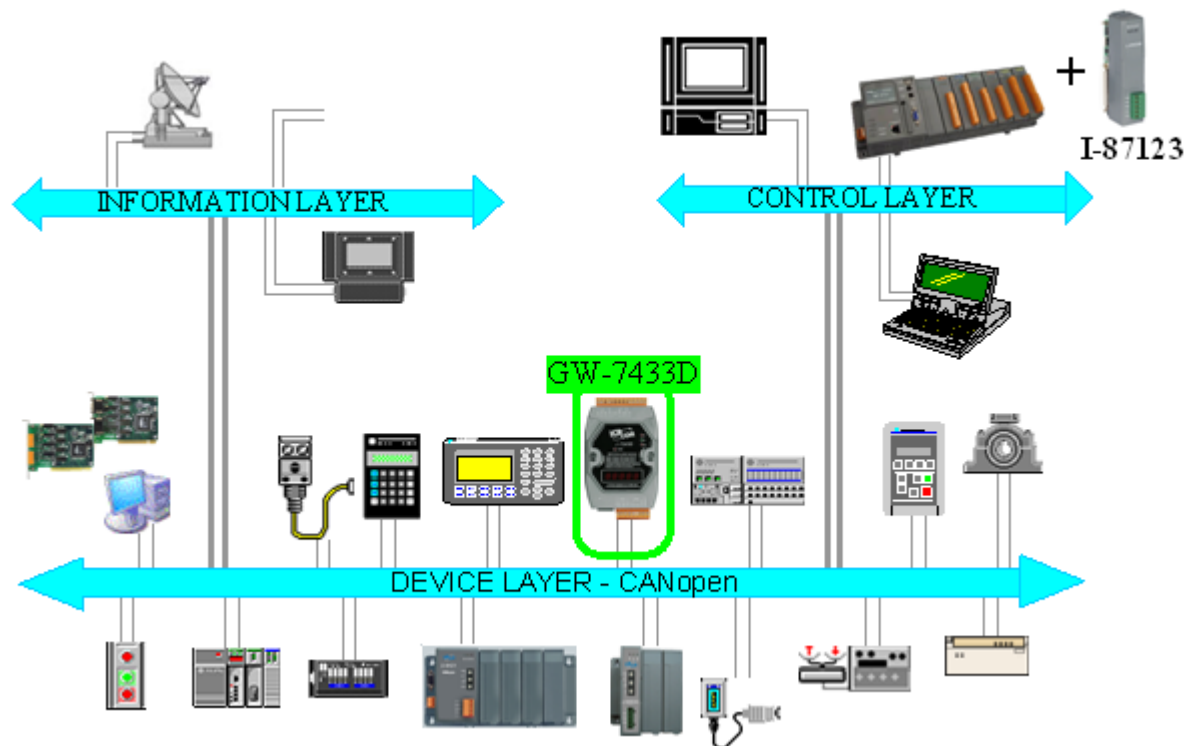 +
I-87123
INFORMATION LAYER
CONTROL LAYER
GW-7433D
DEVICE LAYER - CANopen